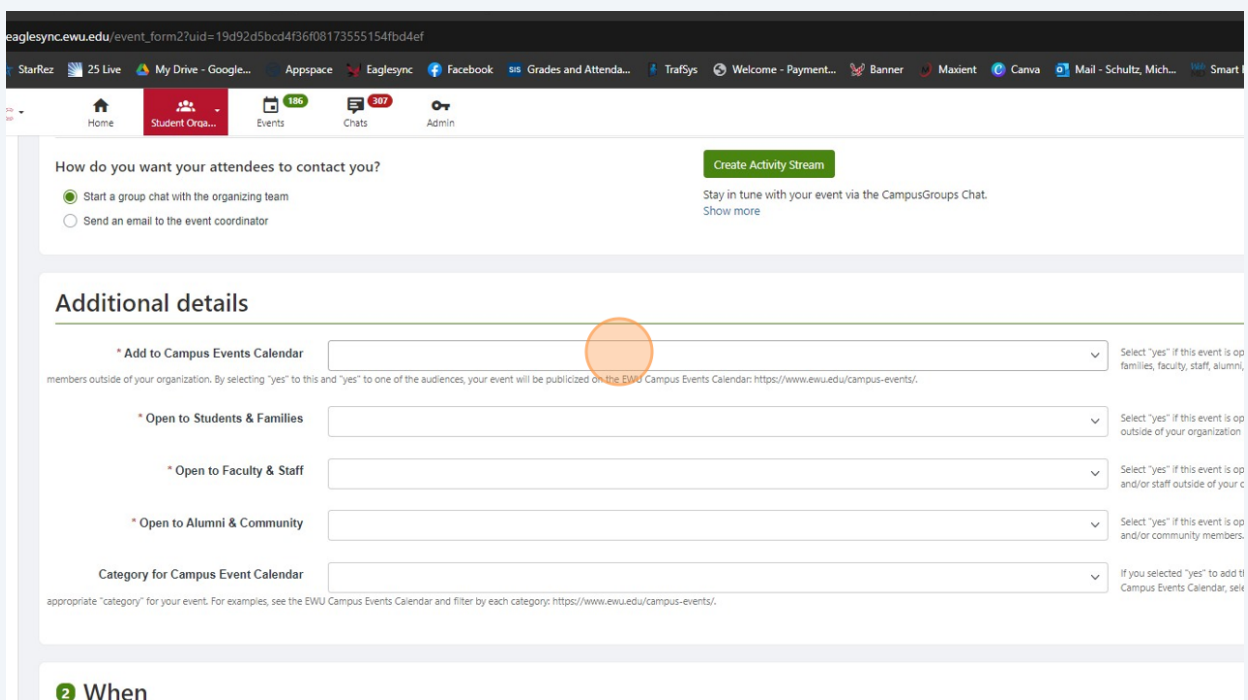 eaglesync.ewu.edu/event_form2?uid=19d92d5bcd4f36f08173555154fbd4ef
StarRez 25 Live My Drive - Google... Appspace Eaglesync Facebook SIS Grades and Attenda... TrafSys Welcome - Payment... Banner Maxient Canva Mail - Schultz, Mich... Smart
Home Student Orga... Events 186 Chats 307 Admin
How do you want your attendees to contact you?
Create Activity Stream
Start a group chat with the organizing team
Stay in tune with your event via the CampusGroups Chat.
Show more
Send an email to the event coordinator
Additional details
* Add to Campus Events Calendar
Select "yes" if this event is op
families, faculty, staff, alumni,
members outside of your organization. By selecting "yes" to this and "yes" to one of the audiences, your event will be publicized on the EWU Campus Events Calendar: https://www.ewu.edu/campus-events/.
* Open to Students & Families
Select "yes" if this event is op
outside of your organization
* Open to Faculty & Staff
Select "yes" if this event is op
and/or staff outside of your
* Open to Alumni & Community
Select "yes" if this event is op
and/or community members.
Category for Campus Event Calendar
If you selected "yes" to add t
Campus Events Calendar, sele
appropriate "category" for your event. For examples, see the EWU Campus Events Calendar and filter by each category: https://www.ewu.edu/campus-events/.
2 When